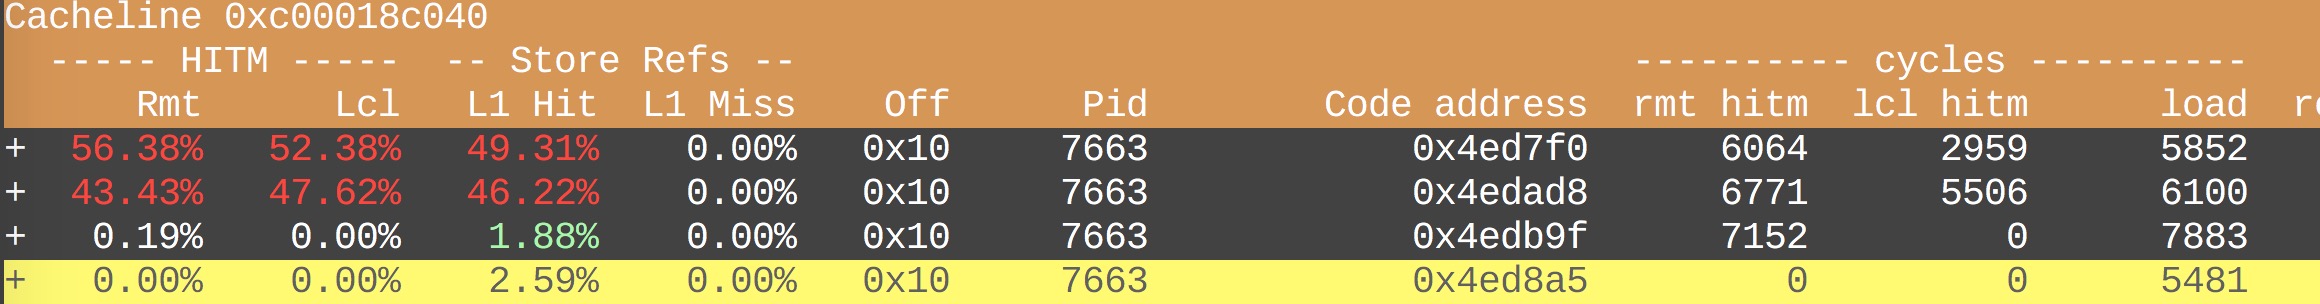 Cacheline 0xc00018c040
----- HITM ----- -- Store Refs -- ---------- cycles ----------
Rmt Lcl L1 Hit L1 Miss Off Pid Code address rmt hitm lcl hitm load
+ 56.38% 52.38% 49.31% 0.00% 0x10 7663 0x4ed7f0 6064 2959 5852
+ 43.43% 47.62% 46.22% 0.00% 0x10 7663 0x4edad8 6771 5506 6100
+ 0.19% 0.00% 1.88% 0.00% 0x10 7663 0x4edb9f 7152 0 7883
+ 0.00% 0.00% 2.59% 0.00% 0x10 7663 0x4ed8a5 0 0 5481